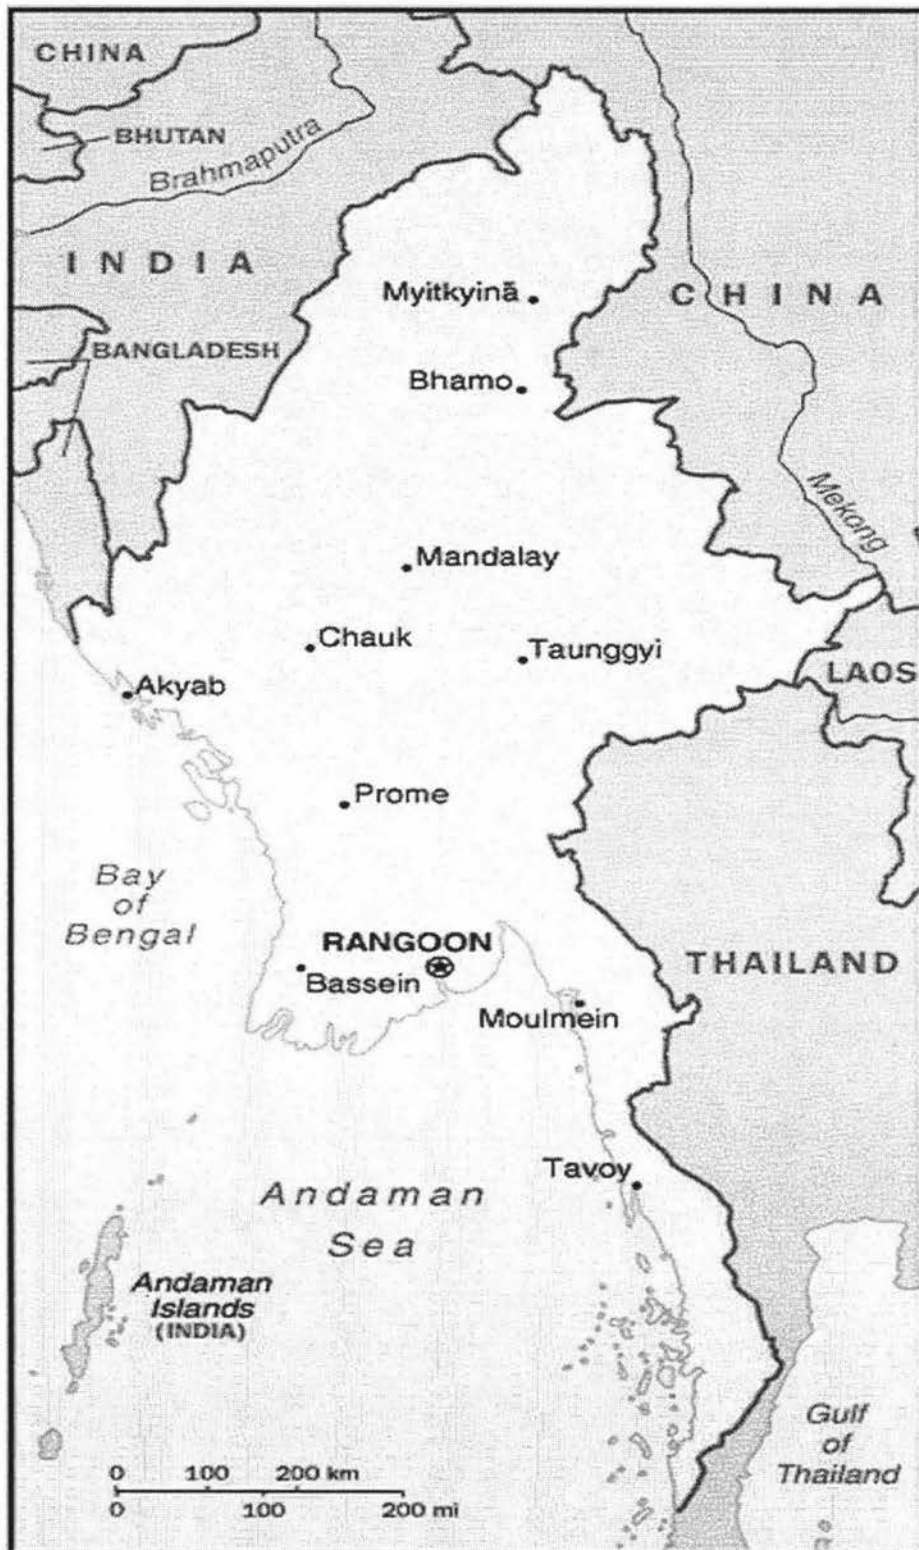 CHINA
BHUTAN
Brahmaputra
INDIA
Myitkyinā
CHINA
BANGLADESH
Bhamo
Mekong
Mandalay
Chauk
Taunggyi
LAOS
Akyab
Prome
Bay
of
Bengal
RANGOON
Bassein
THAILAND
Moulmein
Tavoy
Andaman
Sea
Andaman
Islands
(INDIA)
Gulf
of
Thailand
0 100 200 km
0 100 200 mi